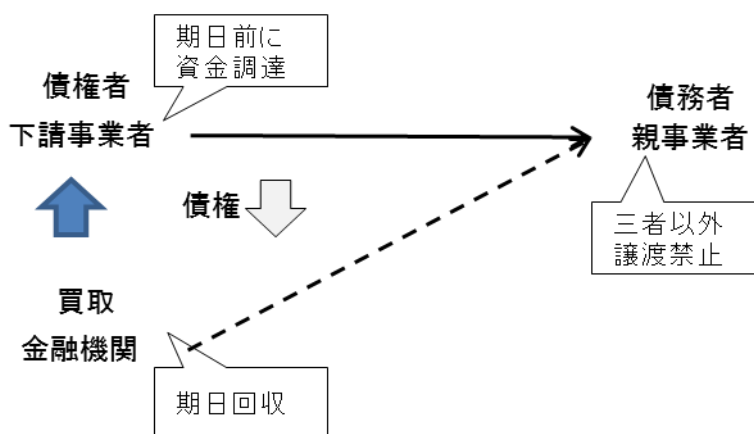 期日前に
資金調達
債権者
下請事業者
債務者
親事業者
債権
三者以外
譲渡禁止
買取
金融機関
期日回収